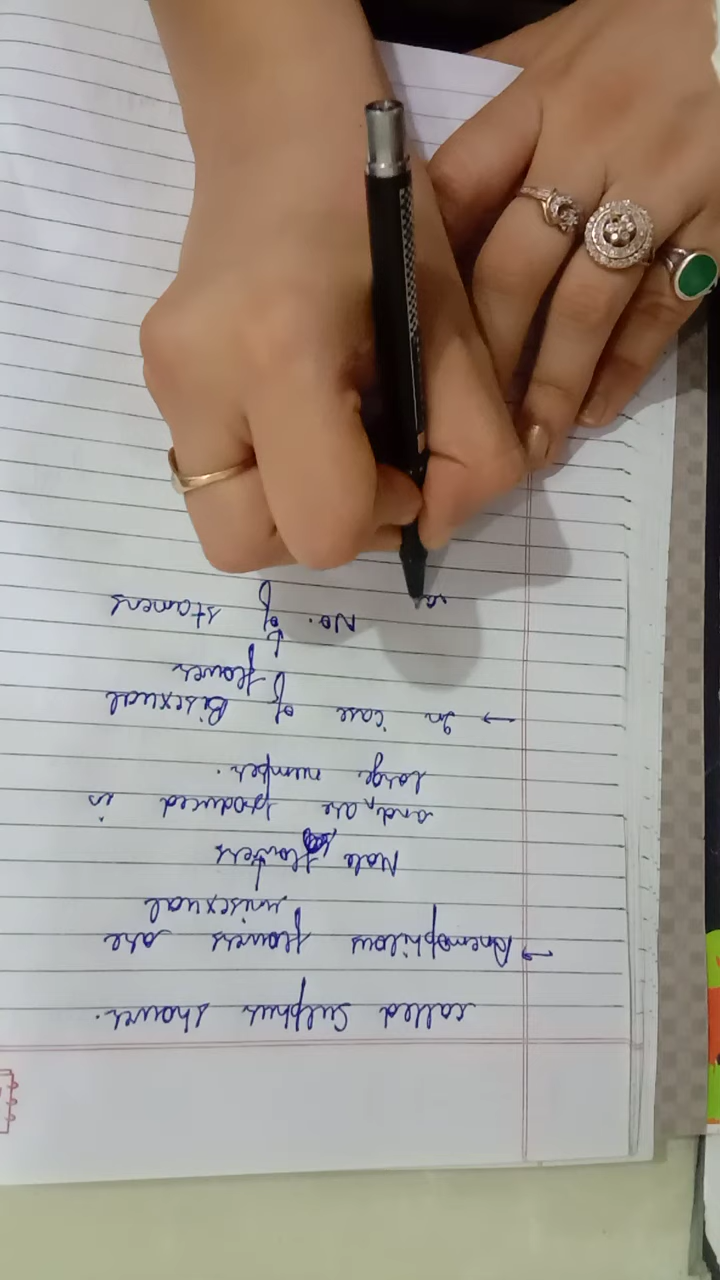 called Sulphur shower.
→ Anemophilous flowers are
unisexual
Male flowers
and are produced in
large number.
→ In case of Bisexual
flower
No. of stamens
a